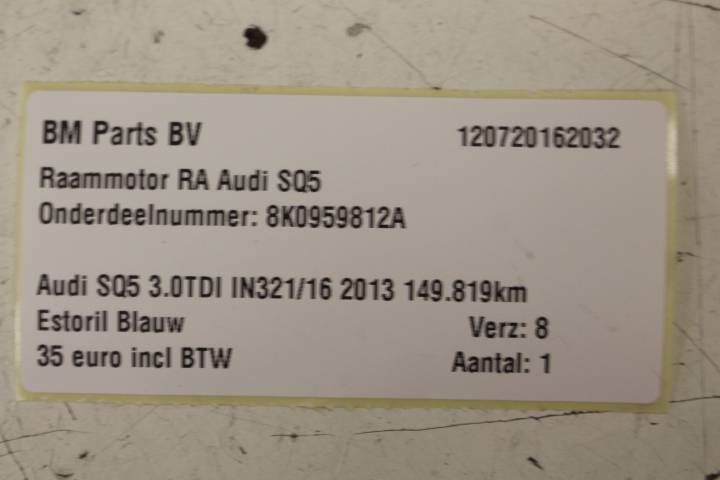 BM Parts BV 120720162032
Raammotor RA Audi SQ5
Onderdeelnummer: 8K0959812A
Audi SQ5 3.0TDI IN321/16 2013 149.819km
Estoril Blauw Verz: 8
35 euro incl BTW Aantal: 1